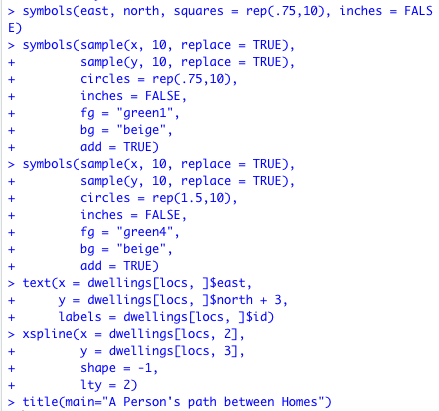 > symbols(east, north, squares = rep(.75,10), inches = FALS
E)
> symbols(sample(x, 10, replace = TRUE),
+         sample(y, 10, replace = TRUE),
+         circles = rep(.75,10),
+         inches = FALSE,
+         fg = "green1",
+         bg = "beige",
+         add = TRUE)
> symbols(sample(x, 10, replace = TRUE),
+         sample(y, 10, replace = TRUE),
+         circles = rep(1.5,10),
+         inches = FALSE,
+         fg = "green4",
+         bg = "beige",
+         add = TRUE)
> text(x = dwellings[locs, ]$east,
+      y = dwellings[locs, ]$north + 3,
+      labels = dwellings[locs, ]$id)
> xspline(x = dwellings[locs, 2],
+         y = dwellings[locs, 3],
+         shape = -1,
+         lty = 2)
> title(main="A Person's path between Homes")